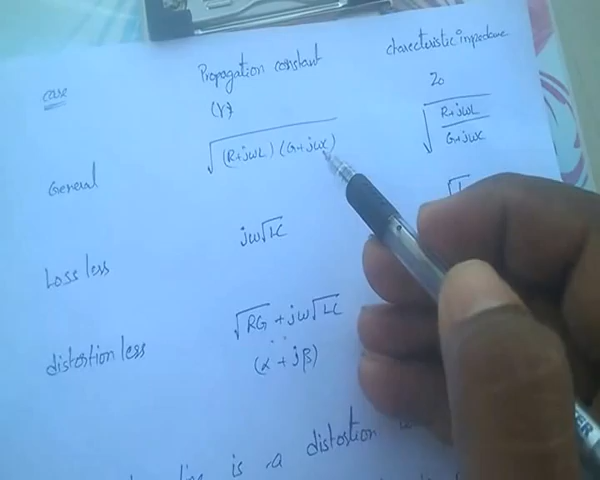 case Propagation constant charecteristic impedance
(γ) Z₀
General √(R+jωL) (G+jωC) √R+jωL/G+jωC
Loss less jω√LC
distortion less √RG + jω√LC
(α + jβ)
is a distortion